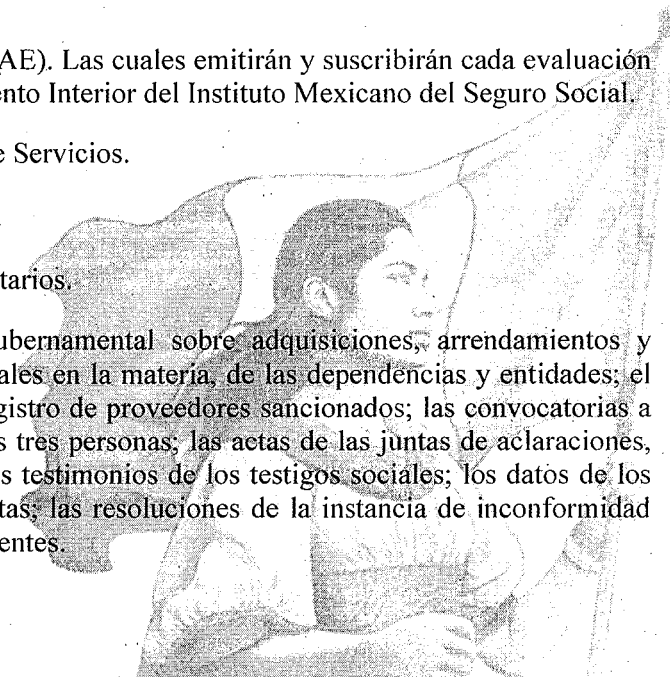 AE). Las cuales emitirán y suscribirán cada evaluación
ento Interior del Instituto Mexicano del Seguro Social.
e Servicios.
tarios.
ubernamental sobre adquisiciones, arrendamientos y
ales en la materia, de las dependencias y entidades; el
gistro de proveedores sancionados; las convocatorias a
s tres personas; las actas de las juntas de aclaraciones,
s testimonios de los testigos sociales; los datos de los
tas; las resoluciones de la instancia de inconformidad
entes.